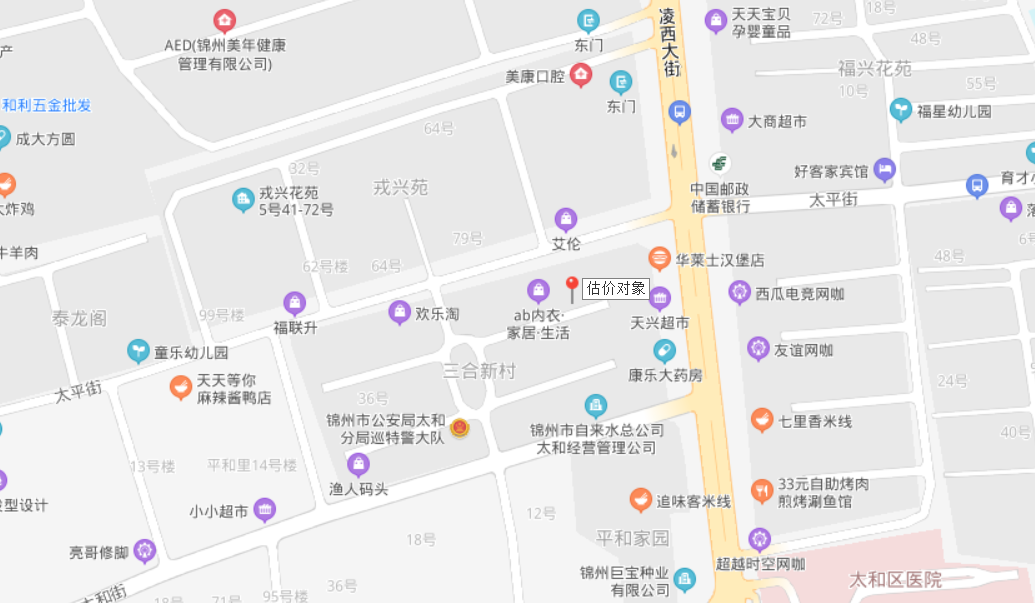 凌西大街
天天宝贝
孕婴童品
72号
18号
48号
东门
AED(锦州美年健康
管理有限公司)
产
美康口腔
福兴花苑
55号
10号
和利五金批发
东门
福星幼儿园
大商超市
64号
成大方圆
32号
好客家宾馆
中国邮政
储蓄银行
戎兴苑
戎兴花苑
5号41-72号
太平街
大炸鸡
79号
艾伦
牛羊肉
62号楼
64号
华莱士汉堡店
48号
估价对象
西瓜电竞网咖
99号楼
福联升
欢乐淘
ab内衣·
家居·生活
天兴超市
泰龙阁
童乐幼儿园
友谊网咖
三合新村
康乐大药房
24号
太平街
天天等你
麻辣酱鸭店
36号
锦州市公安局太和
分局巡特警大队
锦州市自来水总公司
太和经营管理公司
七里香米线
40号
13号楼
平和里14号楼
渔人码头
33元自助烤肉
煎烤涮鱼馆
追味客米线
小小超市
12号
平和家园
18号
亮哥修脚
超越时空网咖
锦州巨宝种业
有限公司
太和区医院
36号
太和街
18号
71号
95号楼